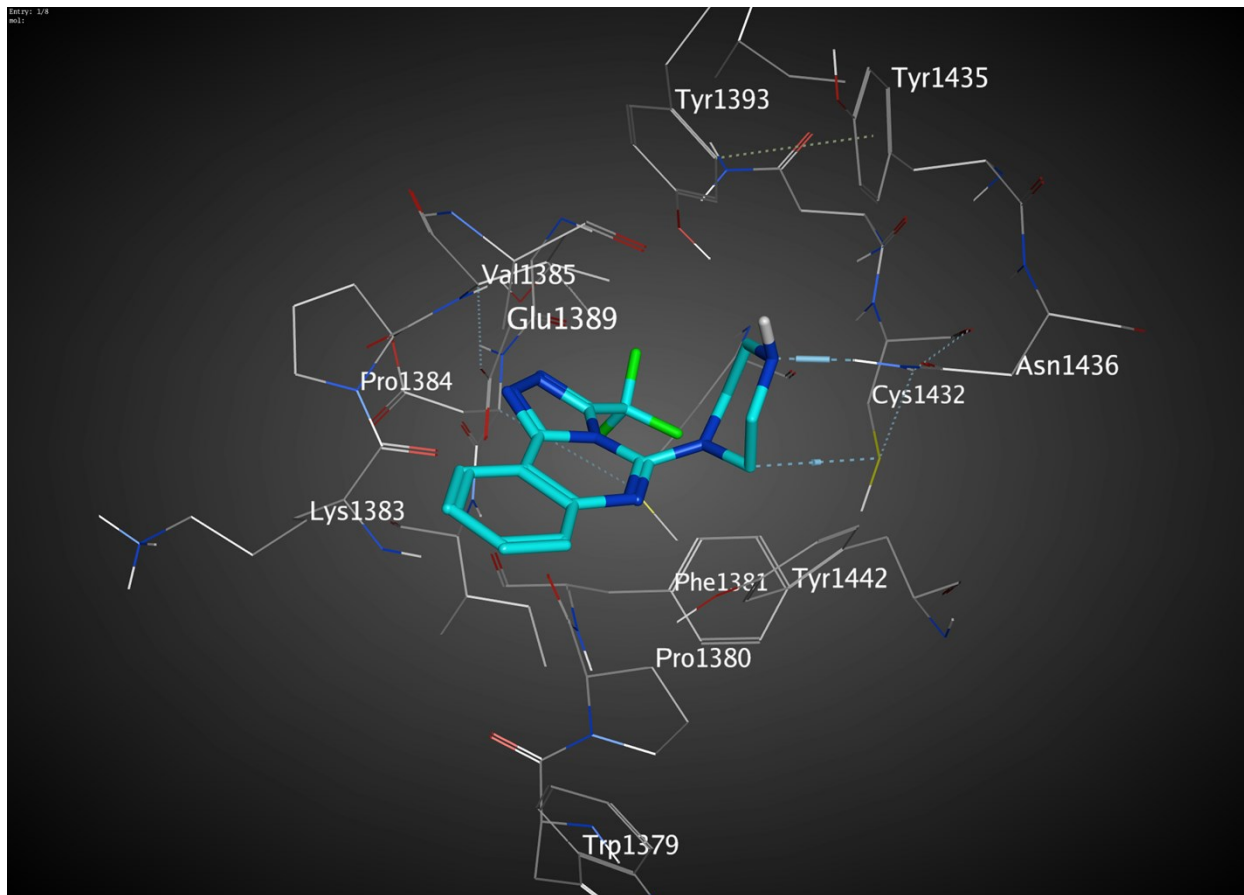 Entry: 1/8
mol:
Tyr1435
Tyr1393
Val1385
Glu1389
Pro1384
Asn1436
Cys1432
Lys1383
Phe1381
Tyr1442
Pro1380
Trp1379